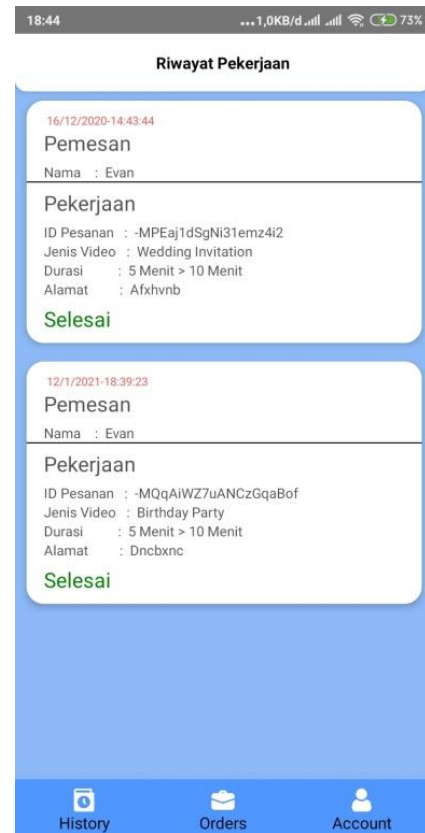 18:44 ...1,0KB/d 73%
Riwayat Pekerjaan
16/12/2020-14:43:44
Pemesan
Nama : Evan
Pekerjaan
ID Pesanan : -MPEaj1dSgNi31emz4i2
Jenis Video : Wedding Invitation
Durasi : 5 Menit > 10 Menit
Alamat : Afxhvnb
Selesai
12/1/2021-18:39:23
Pemesan
Nama : Evan
Pekerjaan
ID Pesanan : -MQqAiWZ7uANCzGqaBof
Jenis Video : Birthday Party
Durasi : 5 Menit > 10 Menit
Alamat : Dncbxnc
Selesai
History Orders Account